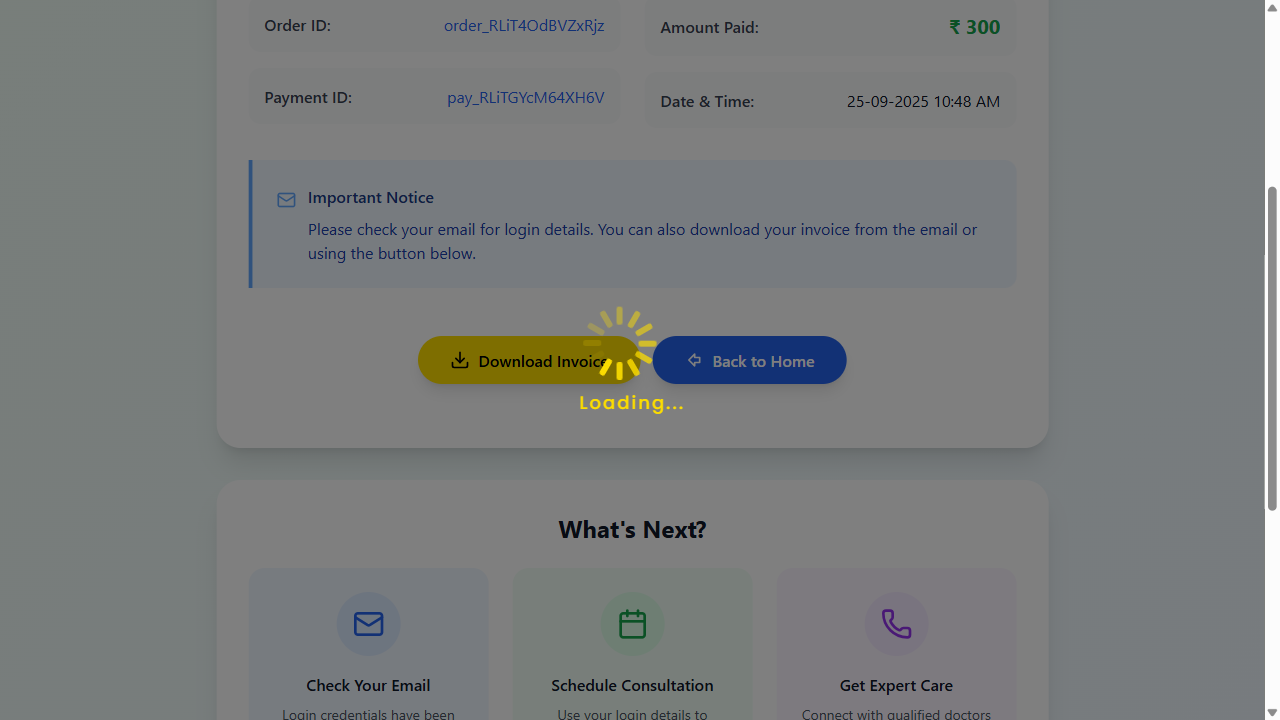 Order ID: order_RLiT4OdBVZxRjz
Amount Paid: ₹ 300
Payment ID: pay_RLiTGYcM64XH6V
Date & Time: 25-09-2025 10:48 AM
Important Notice
Please check your email for login details. You can also download your invoice from the email or
using the button below.
Download Invoice
Back to Home
Loading...
What's Next?
Check Your Email
Schedule Consultation
Get Expert Care
Login credentials have been
Use your login details to
Connect with qualified doctors